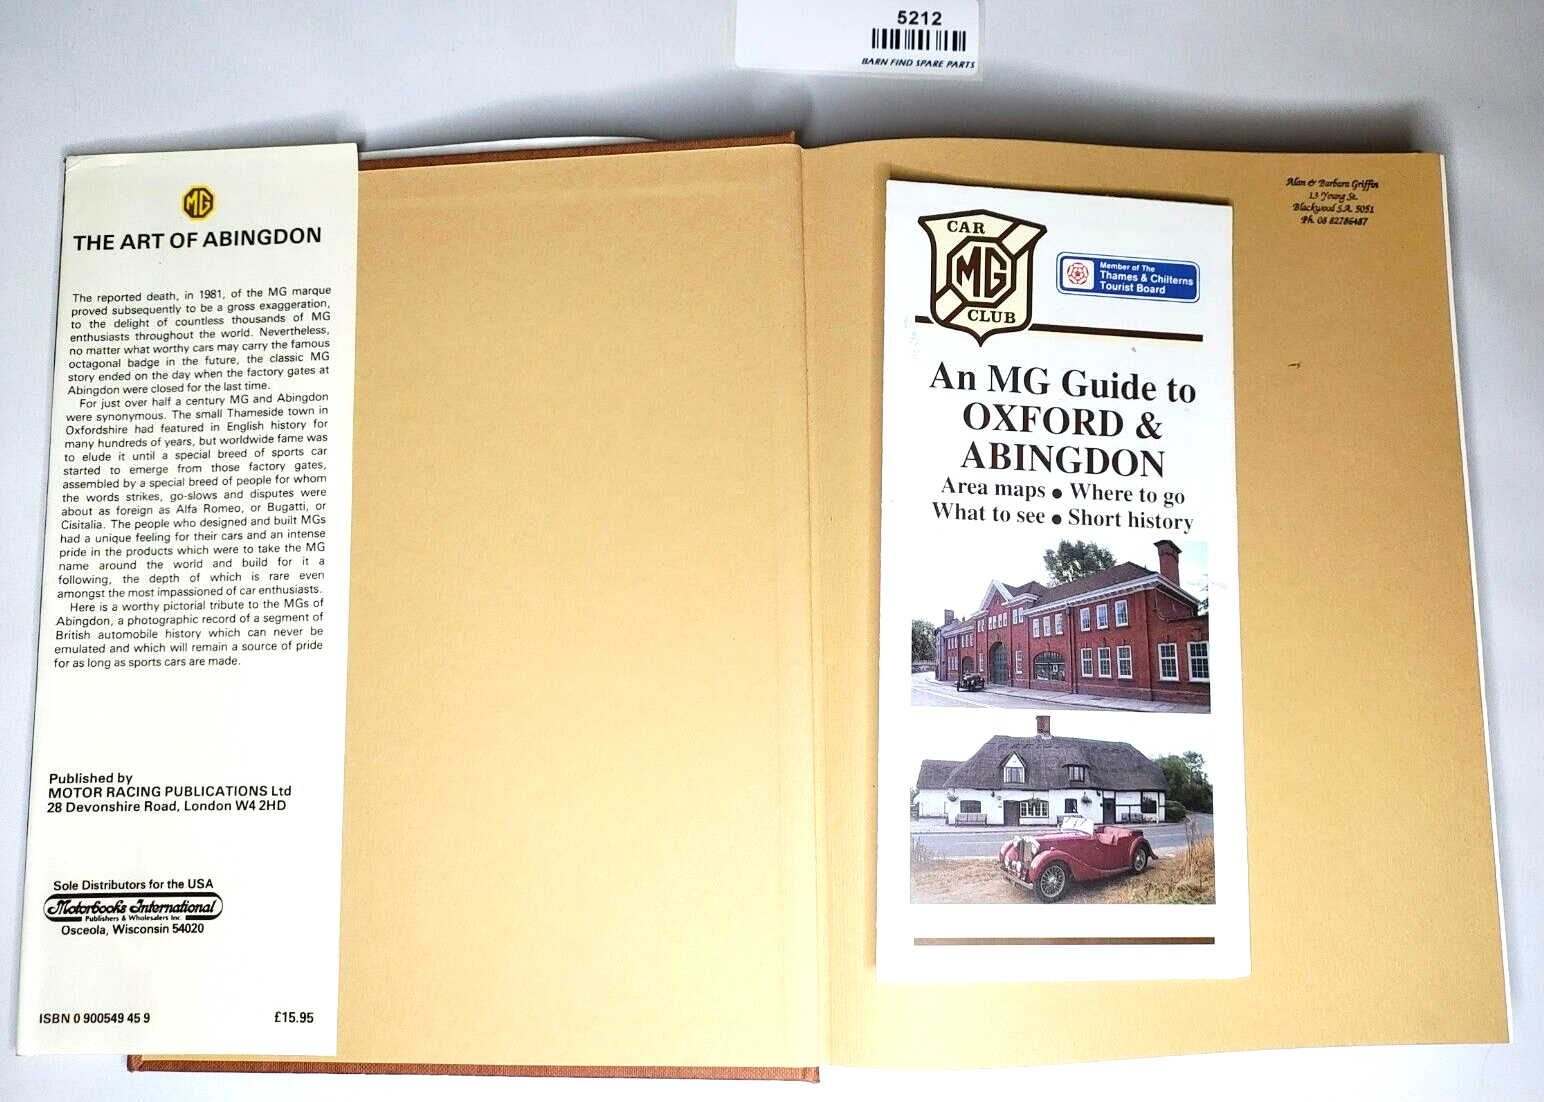 5212
BARN FIND SPARE PARTS
MG
THE ART OF ABINGDON
The reported death, in 1981, of the MG marque
proved subsequently to be a gross exaggeration,
to the delight of countless thousands of MG
enthusiasts throughout the world. Nevertheless,
no matter what worthy cars may carry the famous
octagonal badge in the future, the classic MG
story ended on the day when the factory gates at
Abingdon were closed for the last time.
For just over half a century MG and Abingdon
were synonymous. The small Thameside town in
Oxfordshire had featured in English history for
many hundreds of years, but worldwide fame was
to elude it until a special breed of sports car
started to emerge from those factory gates,
assembled by a special breed of people for whom
the words strikes, go-slows and disputes were
about as foreign as Alfa Romeo, or Bugatti, or
Cisitalia. The people who designed and built MGs
had a unique feeling for their cars and an intense
pride in the products which were to take the MG
name around the world and build for it a
following, the depth of which is rare even
amongst the most impassioned of car enthusiasts.
Here is a worthy pictorial tribute to the MGs of
Abingdon, a photographic record of a segment of
British automobile history which can never be
emulated and which will remain a source of pride
for as long as sports cars are made.
Published by
MOTOR RACING PUBLICATIONS Ltd
28 Devonshire Road, London W4 2HD
Sole Distributors for the USA
Motorbooks International
Publishers & Wholesalers Inc.
Osceola, Wisconsin 54020
ISBN 0 900549 45 9 £15.95
CAR
MG
CLUB
Member of The
Thames & Chilterns
Tourist Board
An MG Guide to
OXFORD &
ABINGDON
Area maps ● Where to go
What to see ● Short history
Alan & Barbara Griffin
13 Young St.
Blackwood S.A. 5051
Ph. 08 82786487